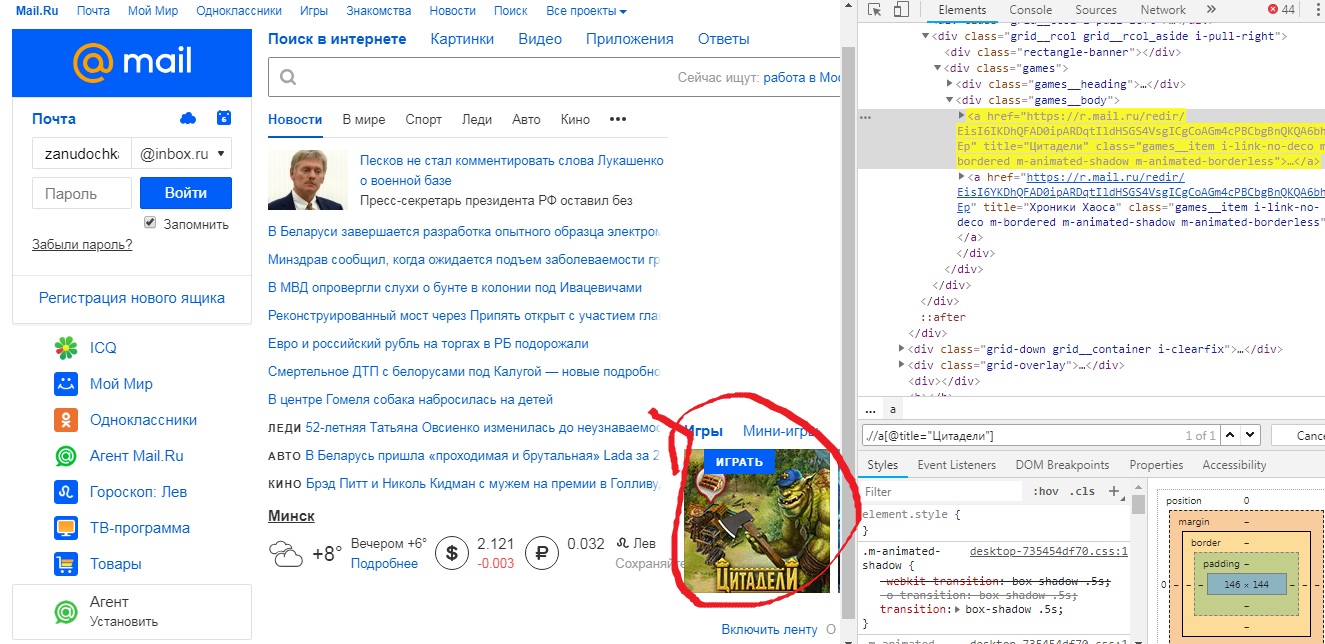 Mail.Ru Почта Мой Мир Одноклассники Игры Знакомства Новости Поиск Все проекты
@ mail
Почта
6
zanudochk
@inbox.ru
Пароль
Войти
Запомнить
Забыли пароль?
Регистрация нового ящика
ICQ
Мой Мир
Одноклассники
Агент Mail.Ru
Гороскоп: Лев
ТВ-программа
Товары
Агент
Установить
Поиск в интернете Картинки Видео Приложения Ответы
Сейчас ищут: работа в Мос
Новости В мире Спорт Леди Авто Кино •••
Песков не стал комментировать слова Лукашенко
о военной базе
Пресс-секретарь президента РФ оставил без
В Беларуси завершается разработка опытного образца электром
Минздрав сообщил, когда ожидается подъем заболеваемости гр
В МВД опровергли слухи о бунте в колонии под Ивацевичами
Реконструированный мост через Припять открыт с участием гла
Евро и российский рубль на торгах в РБ подорожали
Смертельное ДТП с белорусами под Калугой — новые подробно
В центре Гомеля собака набросилась на детей
ЛЕДИ 52-летняя Татьяна Овсиенко изменилась до неузнаваемос
АВТО В Беларусь пришла «проходимая и брутальная» Lada за 2
КИНО Брэд Питт и Николь Кидман с мужем на премии в Голливу
Минск
+8°
Вечером +6°
Подробнее
$
2.121
-0.003
₽
0.032
Лев
Сохраняйте
Игры Мини-игры
ИГРАТЬ
ЦИТАДЕЛИ
Включить ленту
Elements Console Sources Network » 44
<div class="grid__rcol grid__rcol_aside i-pull-right">
<div class="rectangle-banner"></div>
<div class="games">
<div class="games__heading">…</div>
<div class="games__body">
... <a href="https://r.mail.ru/redir/
EisI6IKDhQFAD0ipARDqtIldHSGS4VsgICgCoAGm4cPBCbgBnQKQA6bh
Ep" title="Цитадели" class="games__item i-link-no-deco m
bordered m-animated-shadow m-animated-borderless">…</a>
<a href="https://r.mail.ru/redir/
EisI6YKDhQFAD0ipARDqtIldHSGS4VsgICgCoAGm4cPBCbgBnQKQA6bh
Ep" title="Хроники Хаоса" class="games__item i-link-no-
deco m-bordered m-animated-shadow m-animated-borderless"
</a>
</div>
</div>
</div>
</div>
::after
</div>
<div class="grid-down grid__container i-clearfix">…</div>
<div class="grid-overlay">…</div>
<div></div>
... a
.//a[@title="Цитадели"] 1 of 1 Cance
Styles Event Listeners DOM Breakpoints Properties Accessibility
Filter :hov .cls +
element.style {
}
.m-animated-shadow { desktop-735454df70.css:1
-webkit-transition: box shadow .5s;
-o-transition: box shadow .5s;
transition: box-shadow .5s;
}
position 0
margin –
border –
padding –
0 146 × 144
–
–
–